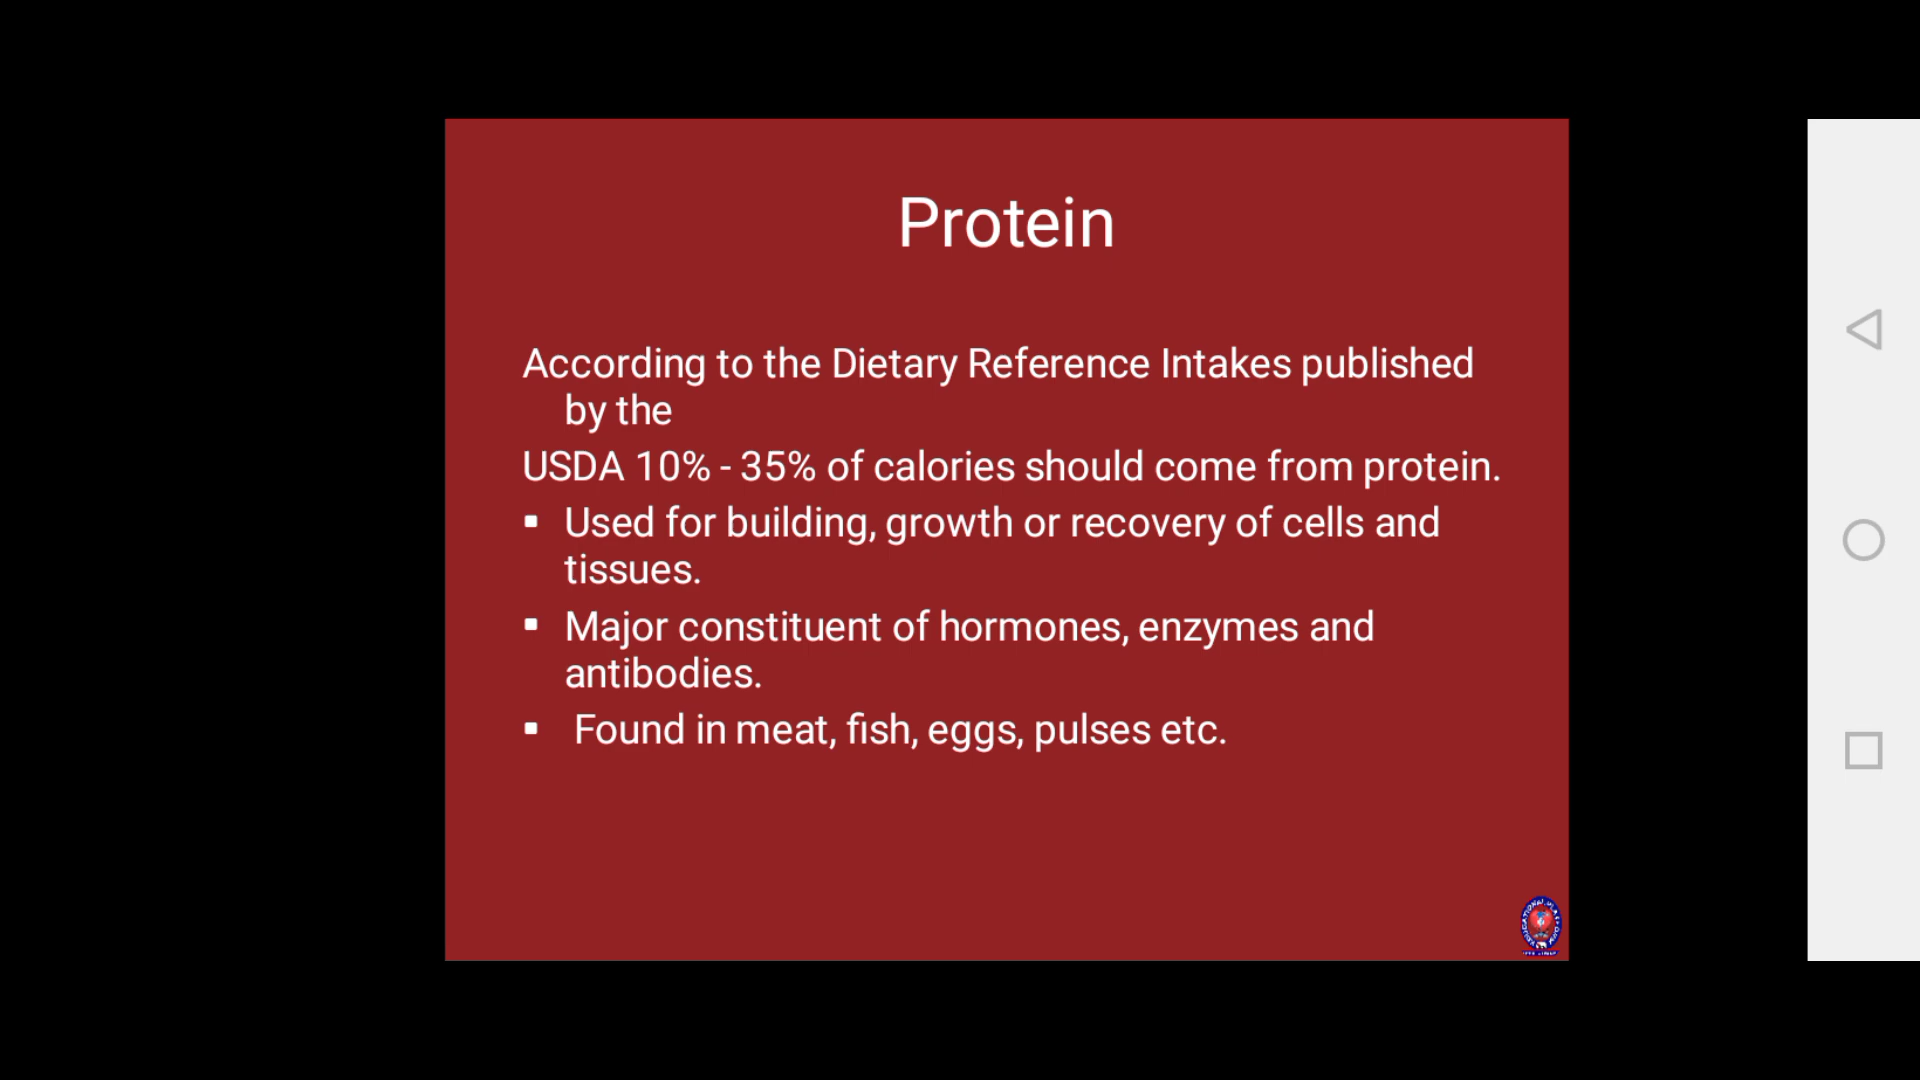 Protein
According to the Dietary Reference Intakes published
by the
USDA 10% - 35% of calories should come from protein.
▪ Used for building, growth or recovery of cells and
tissues.
▪ Major constituent of hormones, enzymes and
antibodies.
▪ Found in meat, fish, eggs, pulses etc.